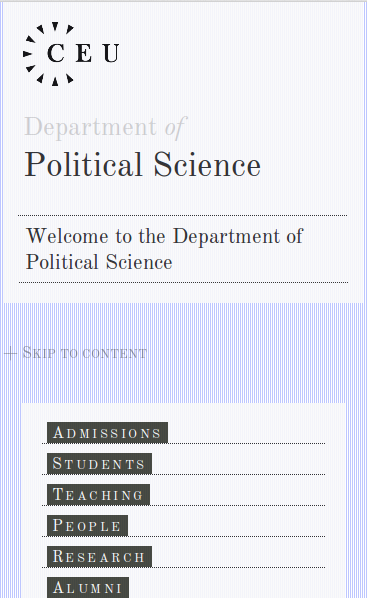 CEU
Department of
Political Science
Welcome to the Department of
Political Science
+ Skip to content
Admissions
Students
Teaching
People
Research
Alumni